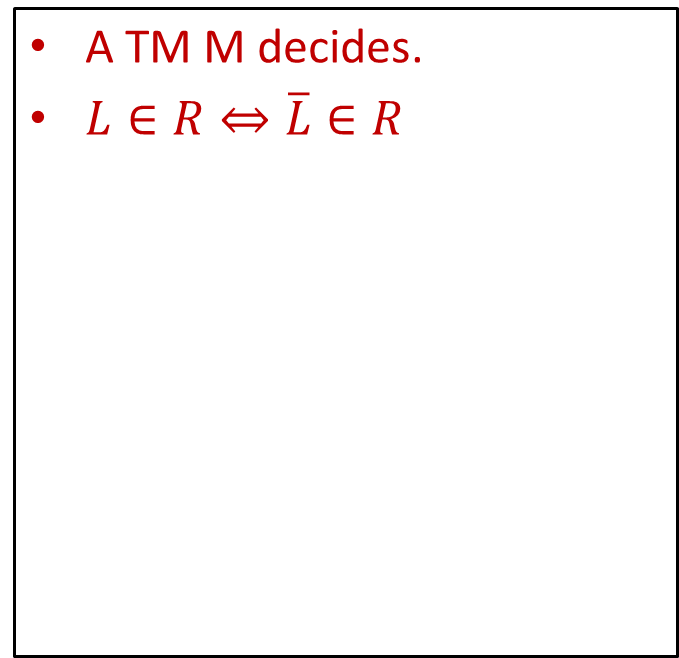 • A TM M decides.
• L ∈ R ⇔ L̅ ∈ R